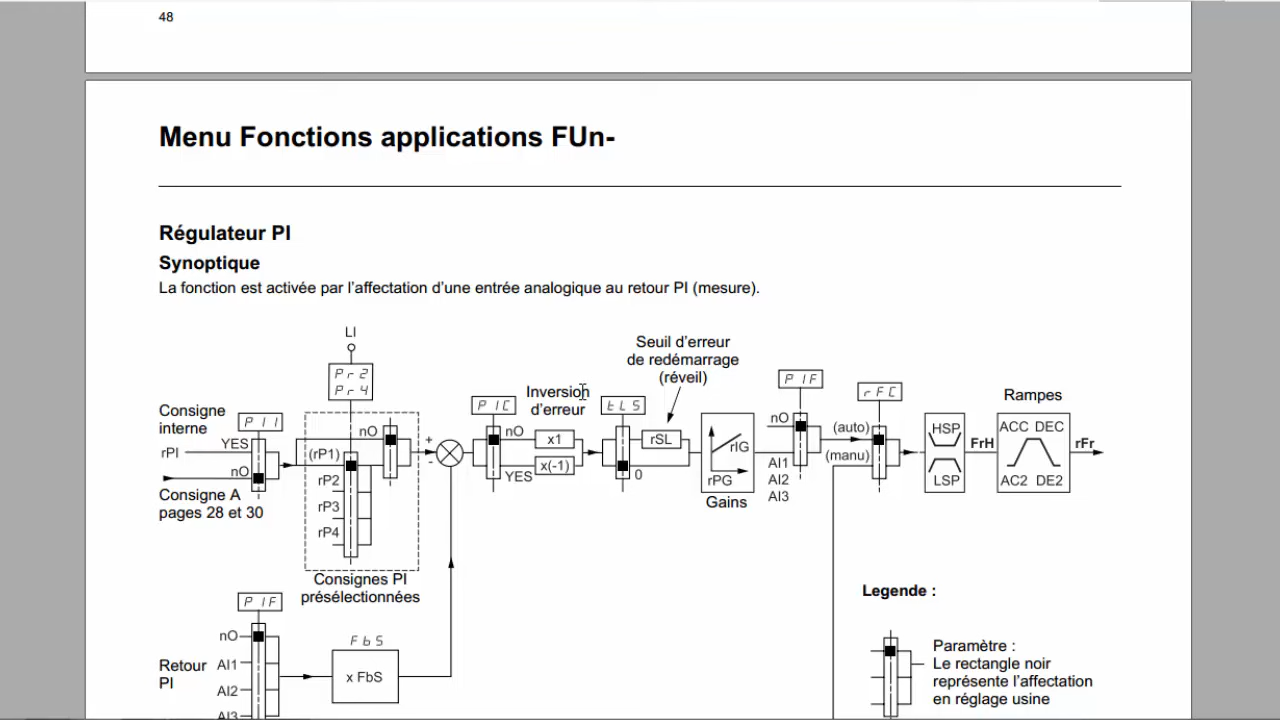 48
Menu Fonctions applications FUn-
Régulateur PI
Synoptique
La fonction est activée par l'affectation d'une entrée analogique au retour PI (mesure).
LI
Pr2
Pr4
Consigne
interne
PII
YES
rPI
nO
Consigne A
pages 28 et 30
nO
(rP1)
rP2
rP3
rP4
Consignes PI
présélectionnées
+
-
PIC
nO
YES
Inversion
d'erreur
x1
x(-1)
tLS
0
Seuil d'erreur
de redémarrage
(réveil)
rSL
rIG
rPG
Gains
PIF
nO
AI1
AI2
AI3
rFC
(auto)
(manu)
HSP
LSP
FrH
Rampes
ACC DEC
AC2 DE2
rFr
PIF
nO
Retour
PI
AI1
AI2
AI3
FbS
x FbS
Legende :
Paramètre :
Le rectangle noir
représente l'affectation
en réglage usine